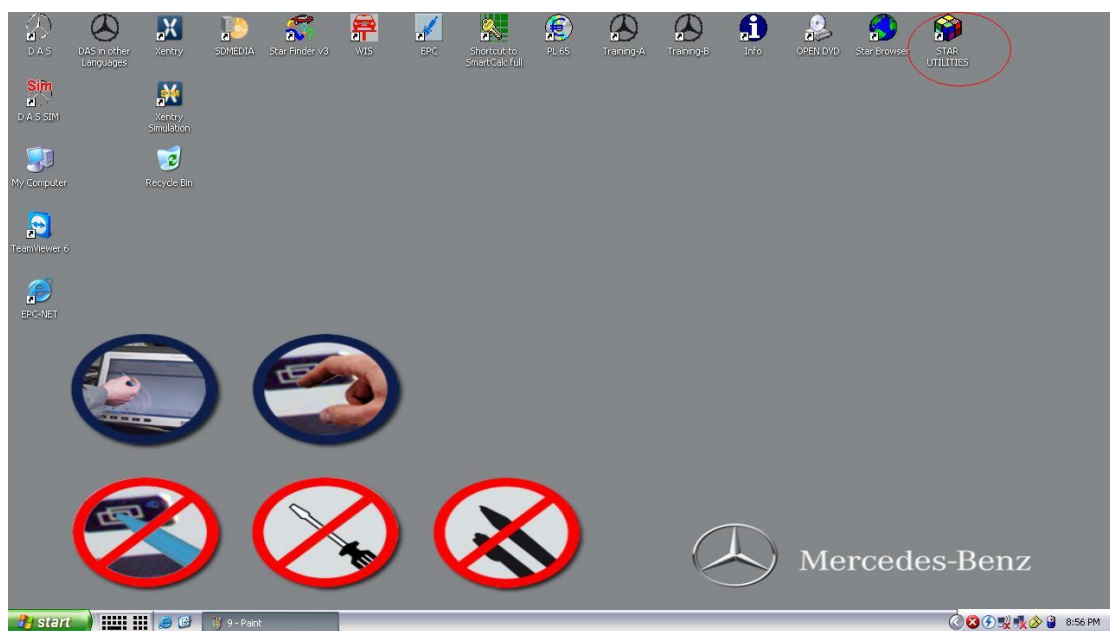 D A S
DAS in other
Languages
Xentry
SDMEDIA
Star Finder v3
WIS
EPC
Shortcut to
SmartCalc full
PL 65
Training-A
Training-B
Info
OPEN DVD
Star Browser
STAR
UTILITIES
Sim
D A S SIM
Xentry
Simulation
My Computer
Recycle Bin
TeamViewer 6
EPC-NET
Mercedes-Benz
start
9 - Paint
8:56 PM